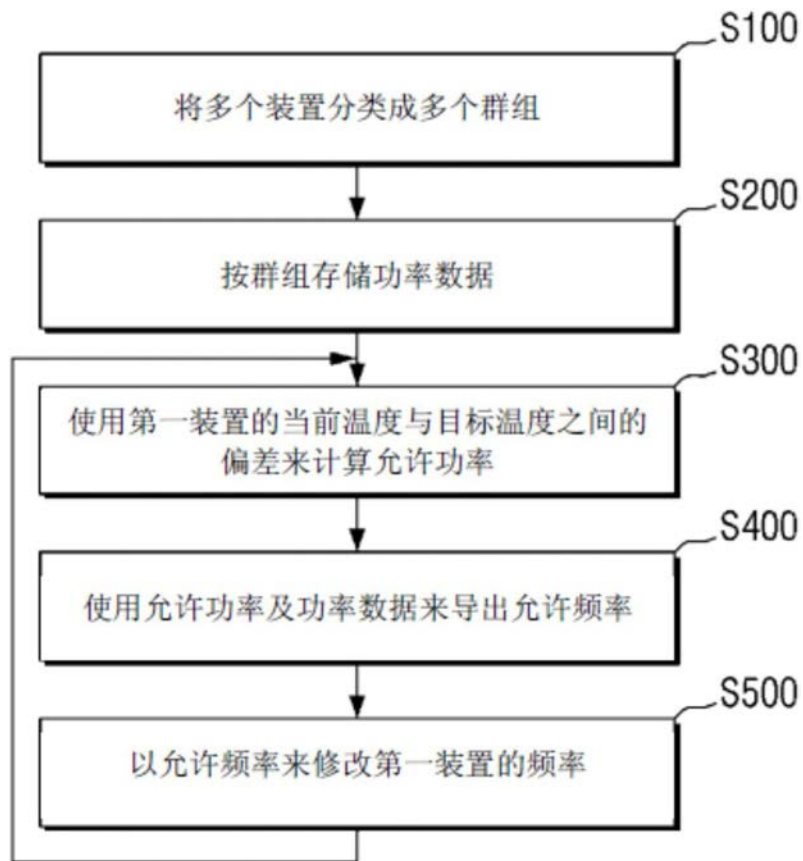 S100
将多个装置分类成多个群组
S200
按群组存储功率数据
S300
使用第一装置的当前温度与目标温度之间的
偏差来计算允许功率
S400
使用允许功率及功率数据来导出允许频率
S500
以允许频率来修改第一装置的频率